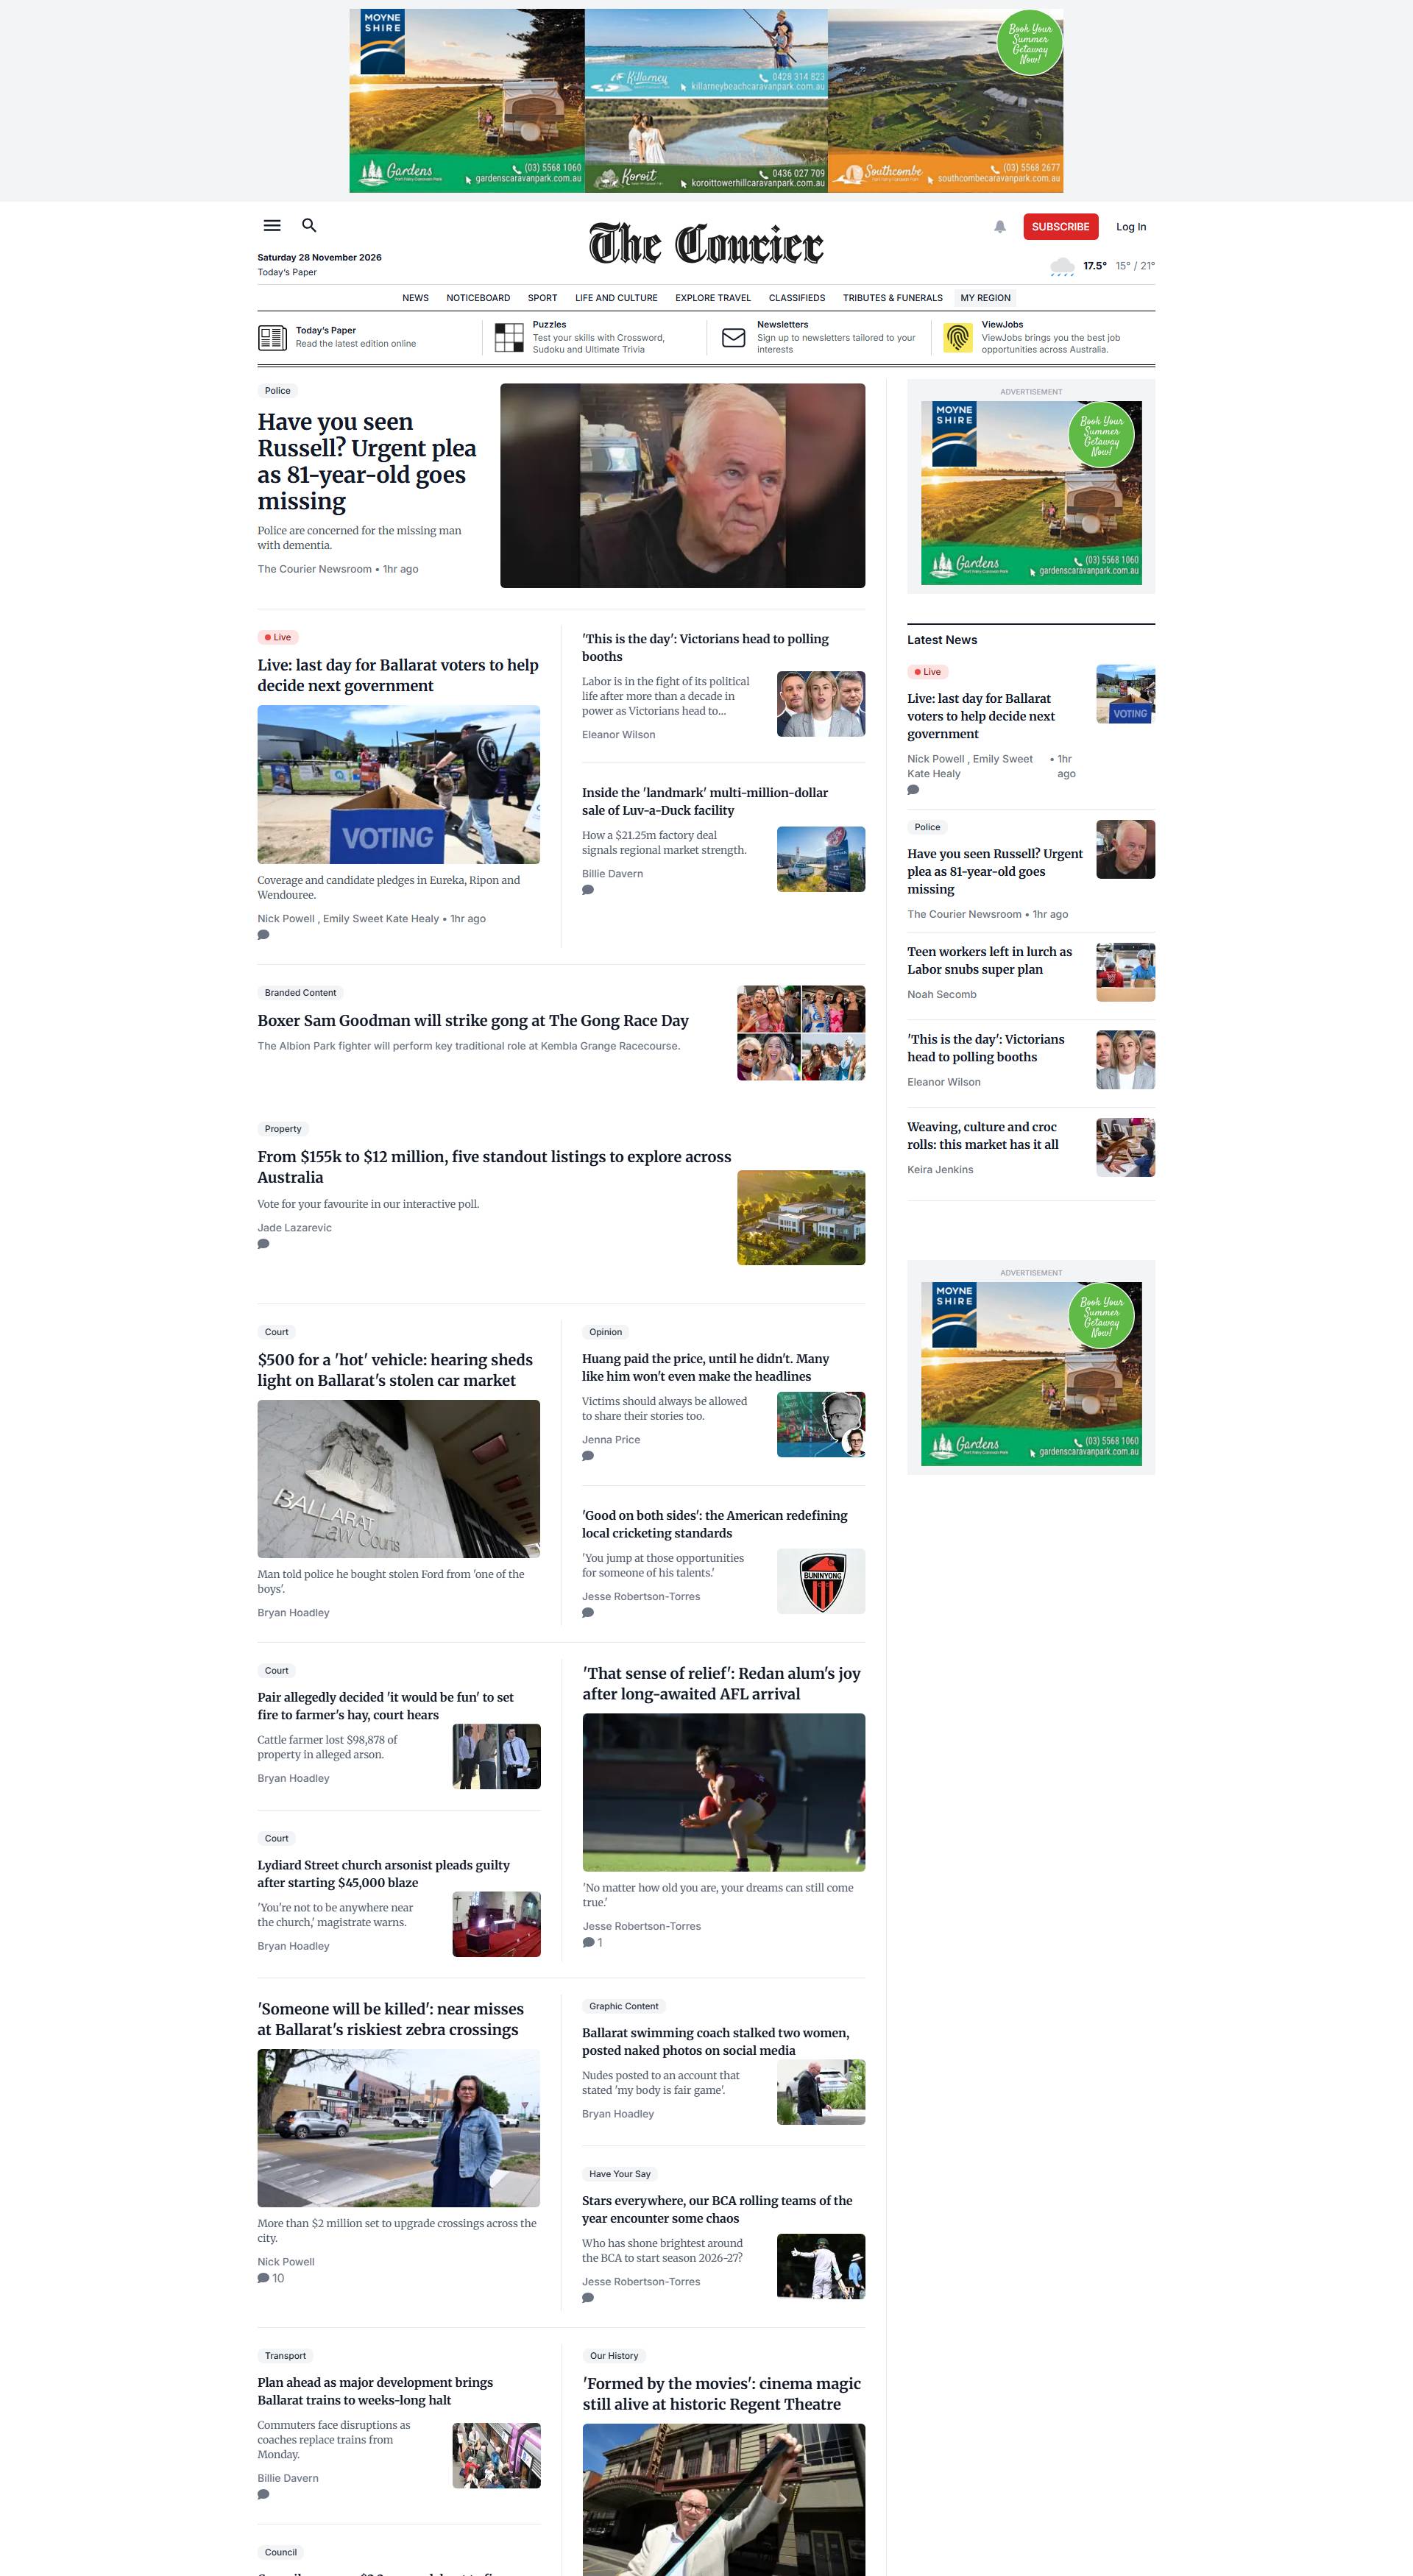 MOYNE
SHIRE
Gardens
(03) 5568 1060
gardenscaravanpark.com.au
Killarney
0428 314 823
killarneybeachcaravanpark.com.au
Koroit
0436 027 709
koroittowerhillcaravanpark.com.au
Book Your
Summer
Getaway
Now!
Southcombe
(03) 5568 2677
southcombecaravanpark.com.au
The Courier
SUBSCRIBE
Log In
Saturday 28 November 2026
Today's Paper
17.5° 15° / 21°
NEWS NOTICEBOARD SPORT LIFE AND CULTURE EXPLORE TRAVEL CLASSIFIEDS TRIBUTES & FUNERALS MY REGION
Today's Paper
Read the latest edition online
Puzzles
Test your skills with Crossword,
Sudoku and Ultimate Trivia
Newsletters
Sign up to newsletters tailored to your
interests
ViewJobs
ViewJobs brings you the best job
opportunities across Australia.
Police
Have you seen
Russell? Urgent plea
as 81-year-old goes
missing
Police are concerned for the missing man
with dementia.
The Courier Newsroom • 1hr ago
Live
Live: last day for Ballarat voters to help
decide next government
VOTING
Coverage and candidate pledges in Eureka, Ripon and
Wendouree.
Nick Powell , Emily Sweet Kate Healy • 1hr ago
'This is the day': Victorians head to polling
booths
Labor is in the fight of its political
life after more than a decade in
power as Victorians head to...
Eleanor Wilson
Inside the 'landmark' multi-million-dollar
sale of Luv-a-Duck facility
How a $21.25m factory deal
signals regional market strength.
Billie Davern
Branded Content
Boxer Sam Goodman will strike gong at The Gong Race Day
The Albion Park fighter will perform key traditional role at Kembla Grange Racecourse.
Property
From $155k to $12 million, five standout listings to explore across
Australia
Vote for your favourite in our interactive poll.
Jade Lazarevic
Court
$500 for a 'hot' vehicle: hearing sheds
light on Ballarat's stolen car market
BALLARAT
Law Courts
Man told police he bought stolen Ford from 'one of the
boys'.
Bryan Hoadley
Opinion
Huang paid the price, until he didn't. Many
like him won't even make the headlines
Victims should always be allowed
to share their stories too.
Jenna Price
'Good on both sides': the American redefining
local cricketing standards
'You jump at those opportunities
for someone of his talents.'
Jesse Robertson-Torres
BUNINYONG
Court
Pair allegedly decided 'it would be fun' to set
fire to farmer's hay, court hears
Cattle farmer lost $98,878 of
property in alleged arson.
Bryan Hoadley
Court
Lydiard Street church arsonist pleads guilty
after starting $45,000 blaze
'You're not to be anywhere near
the church,' magistrate warns.
Bryan Hoadley
'That sense of relief': Redan alum's joy
after long-awaited AFL arrival
'No matter how old you are, your dreams can still come
true.'
Jesse Robertson-Torres
1
'Someone will be killed': near misses
at Ballarat's riskiest zebra crossings
More than $2 million set to upgrade crossings across the
city.
Nick Powell
10
Graphic Content
Ballarat swimming coach stalked two women,
posted naked photos on social media
Nudes posted to an account that
stated 'my body is fair game'.
Bryan Hoadley
Have Your Say
Stars everywhere, our BCA rolling teams of the
year encounter some chaos
Who has shone brightest around
the BCA to start season 2026-27?
Jesse Robertson-Torres
Transport
Plan ahead as major development brings
Ballarat trains to weeks-long halt
Commuters face disruptions as
coaches replace trains from
Monday.
Billie Davern
Council
Our History
'Formed by the movies': cinema magic
still alive at historic Regent Theatre
ADVERTISEMENT
MOYNE
SHIRE
Book Your
Summer
Getaway
Now!
Gardens
(03) 5568 1060
gardenscaravanpark.com.au
Latest News
Live
Live: last day for Ballarat
voters to help decide next
government
Nick Powell , Emily Sweet
Kate Healy
• 1hr
ago
VOTING
Police
Have you seen Russell? Urgent
plea as 81-year-old goes
missing
The Courier Newsroom • 1hr ago
Teen workers left in lurch as
Labor snubs super plan
Noah Secomb
'This is the day': Victorians
head to polling booths
Eleanor Wilson
Weaving, culture and croc
rolls: this market has it all
Keira Jenkins
ADVERTISEMENT
MOYNE
SHIRE
Book Your
Summer
Getaway
Now!
Gardens
(03) 5568 1060
gardenscaravanpark.com.au